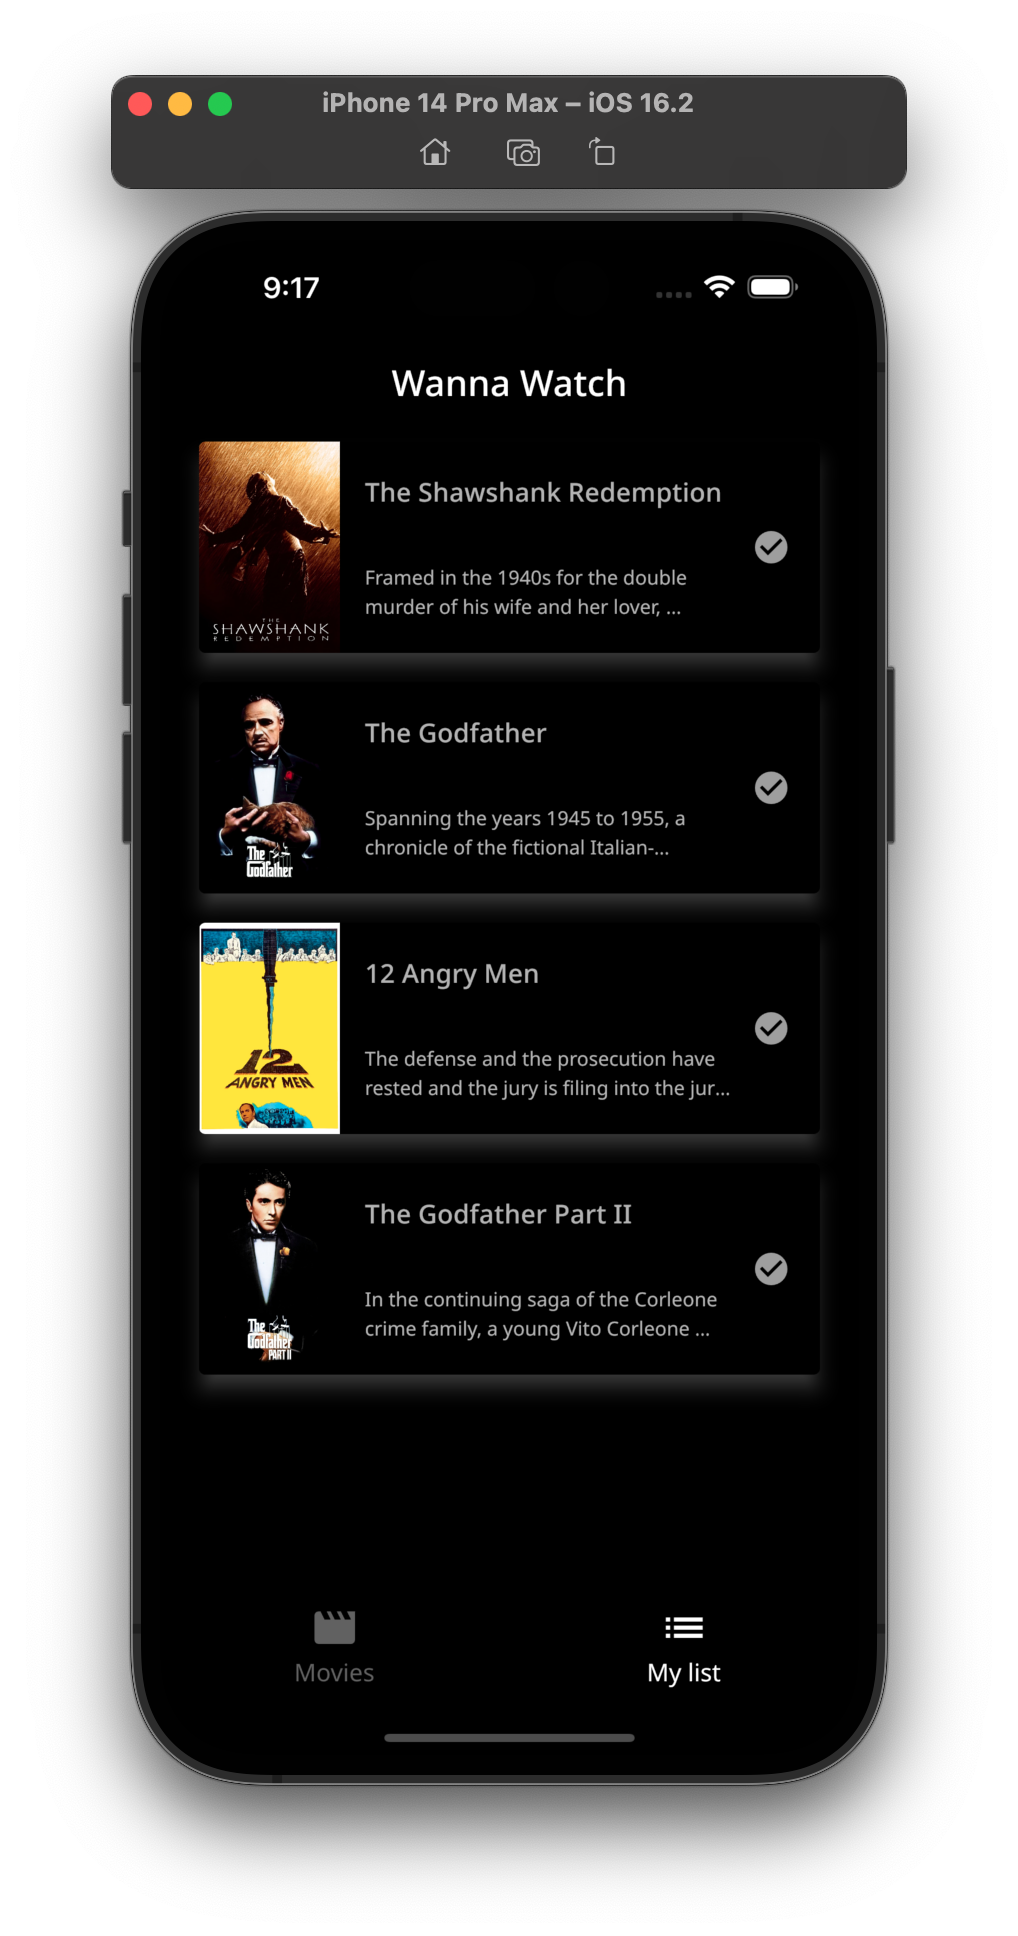 iPhone 14 Pro Max – iOS 16.2
9:17
Wanna Watch
THE
SHAWSHANK
REDEMPTION
The Shawshank Redemption
Framed in the 1940s for the double
murder of his wife and her lover, ...
The
Godfather
The Godfather
Spanning the years 1945 to 1955, a
chronicle of the fictional Italian-...
12
ANGRY MEN
12 Angry Men
The defense and the prosecution have
rested and the jury is filing into the jur...
The
Godfather
PART II
The Godfather Part II
In the continuing saga of the Corleone
crime family, a young Vito Corleone ...
Movies
My list